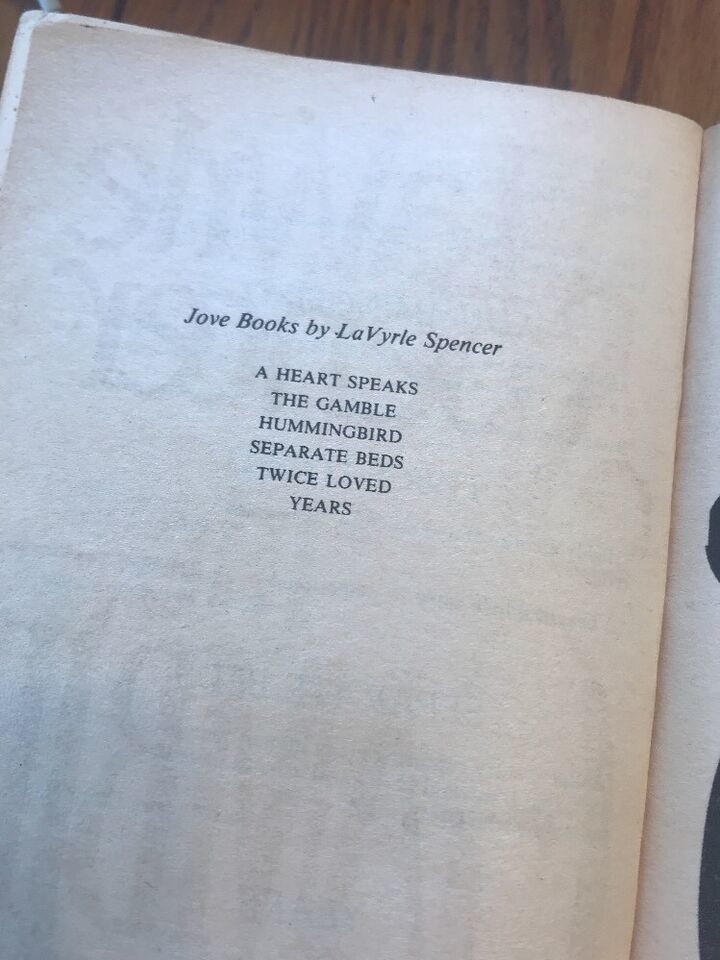 Jove Books by LaVyrle Spencer
A HEART SPEAKS
THE GAMBLE
HUMMINGBIRD
SEPARATE BEDS
TWICE LOVED
YEARS